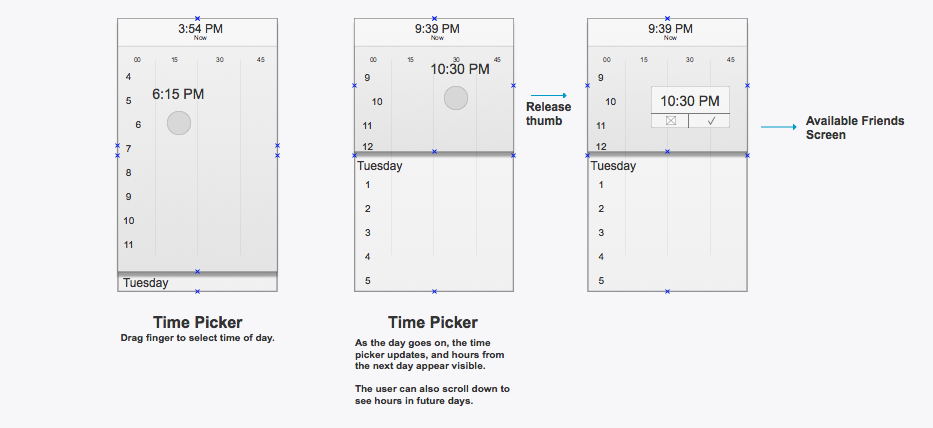 3:54 PM
Now
00 15 30 45
4
6:15 PM
5
6
7
8
9
10
11
Tuesday
Time Picker
Drag finger to select time of day.
9:39 PM
Now
00 15 30 45
10:30 PM
9
10
11
12
Tuesday
1
2
3
4
5
Time Picker
As the day goes on, the time
picker updates, and hours from
the next day appear visible.
The user can also scroll down to
see hours in future days.
Release
thumb
9:39 PM
Now
00 15 30 45
9
10
10:30 PM
11
12
Tuesday
1
2
3
4
5
Available Friends
Screen